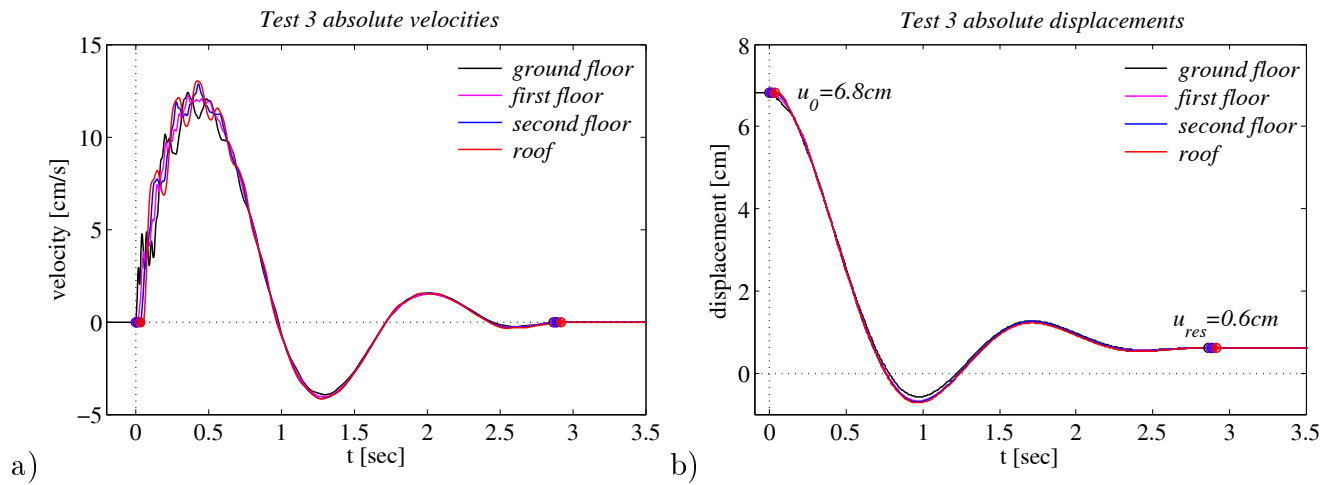 Test 3 absolute velocities
15
10
5
0
−5
velocity [cm/s]
ground floor
first floor
second floor
roof
0 0.5 1 1.5 2 2.5 3 3.5
t [sec]
a)
Test 3 absolute displacements
8
6
4
2
0
displacement [cm]
u0=6.8cm
ground floor
first floor
second floor
roof
ures=0.6cm
0 0.5 1 1.5 2 2.5 3 3.5
t [sec]
b)